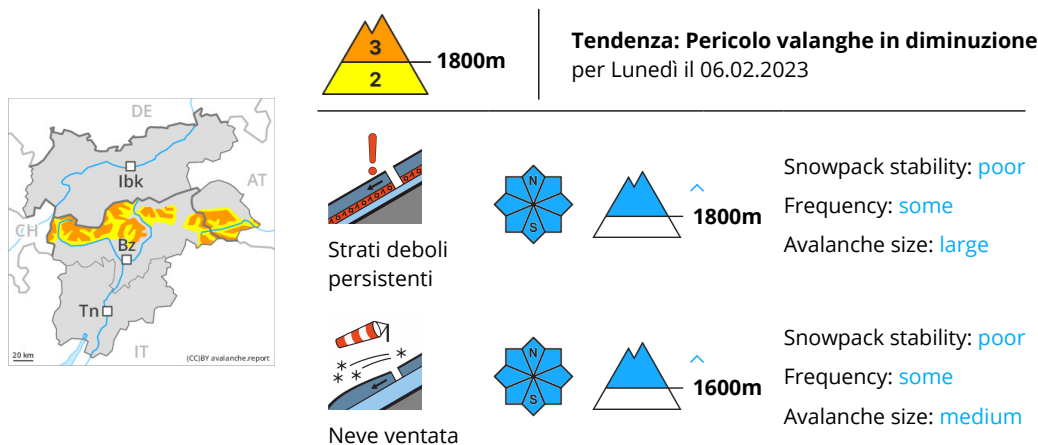 3
2
1800m
Tendenza: Pericolo valanghe in diminuzione
per Lunedì il 06.02.2023
DE
Ibk
AT
CH
Bz
Tn
IT
20 km
(CC)BY avalanche.report
Strati deboli
persistenti
N
S
1800m
Snowpack stability: poor
Frequency: some
Avalanche size: large
Neve ventata
N
S
1600m
Snowpack stability: poor
Frequency: some
Avalanche size: medium